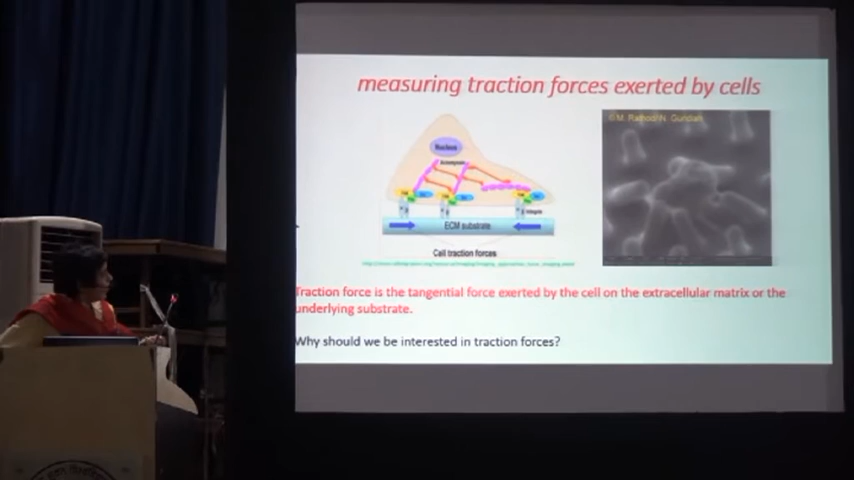 measuring traction forces exerted by cells
©M. Rathod/N. Gundiah
Nucleus
Actomyosin
Integrin
ECM substrate
Cell traction forces
Traction force is the tangential force exerted by the cell on the extracellular matrix or the
underlying substrate.
Why should we be interested in traction forces?